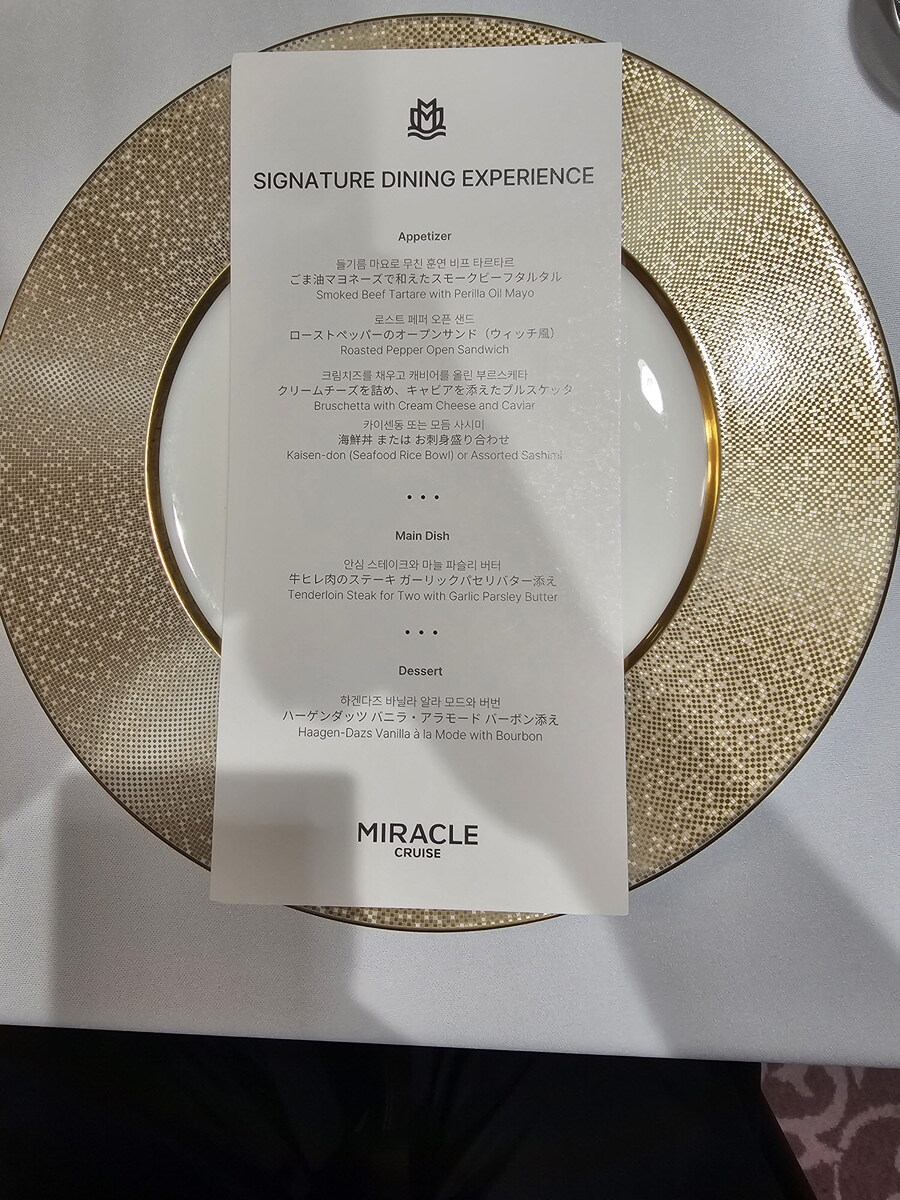 SIGNATURE DINING EXPERIENCE
Appetizer
들기름 마요로 무친 훈연 비프 타르타르
ごま油マヨネーズで和えたスモークビーフタルタル
Smoked Beef Tartare with Perilla Oil Mayo
로스트 페퍼 오픈 샌드
ローストペッパーのオープンサンド（ウィッチ風）
Roasted Pepper Open Sandwich
크림치즈를 채우고 캐비어를 올린 부르스케타
クリームチーズを詰め、キャビアを添えたブルスケッタ
Bruschetta with Cream Cheese and Caviar
카이센동 또는 모듬 사시미
海鮮丼 または お刺身盛り合わせ
Kaisen-don (Seafood Rice Bowl) or Assorted Sashimi
• • •
Main Dish
안심 스테이크와 마늘 파슬리 버터
牛ヒレ肉のステーキ ガーリックパセリバター添え
Tenderloin Steak for Two with Garlic Parsley Butter
• • •
Dessert
하겐다즈 바닐라 알라 모드와 버번
ハーゲンダッツ バニラ・アラモード バーボン添え
Haagen-Dazs Vanilla à la Mode with Bourbon
MIRACLE
CRUISE